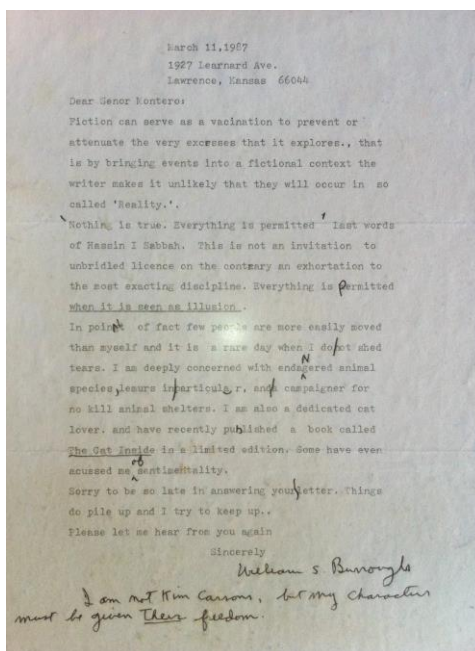 March 11,1987
1927 Learnard Ave.
Lawrence, Kansas 66044
Dear Senor Montero:
Fiction can serve as a vacination to prevent or
attenuate the very excesses that it explores., that
is by bringing events into a fictional context the
writer makes it unlikely that they will occur in so
called 'Reality.'.
'Nothing is true. Everything is permitted' last words
of Hassin I Sabbah. This is not an invitation to
unbridled licence on the contrary an exhortation to
the most exacting discipline. Everything is permitted
when it is seen as illusion .
In point of fact few people are more easily moved
than myself and it is a rare day when I do not shed
tears. I am deeply concerned with endaNgered animal
species, lemurs in particula r, and a campaigner for
no kill animal shelters. I am also a dedicated cat
lover. and have recently published a book called
The Cat Inside in a limited edition. Some have even
acussed me of sentimentality.
Sorry to be so late in answering your letter. Things
do pile up and I try to keep up..
Please let me hear from you again
Sincerely
William S Burroughs
I am not Kim Carsons, but my characters
must be given Their freedom.